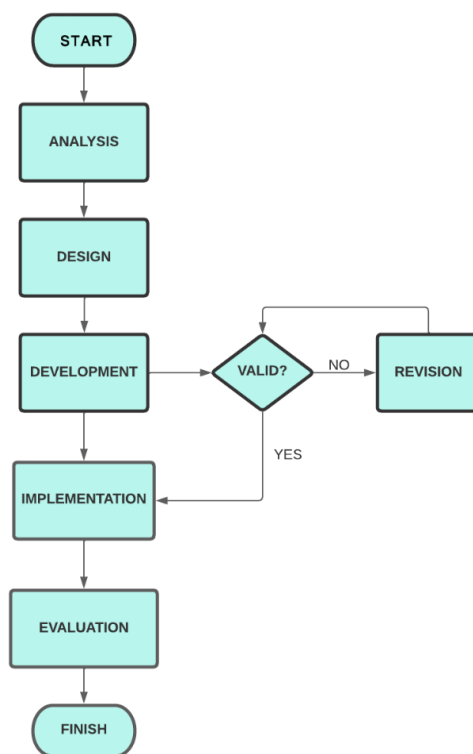 START
ANALYSIS
DESIGN
DEVELOPMENT
VALID?
NO
REVISION
YES
IMPLEMENTATION
EVALUATION
FINISH